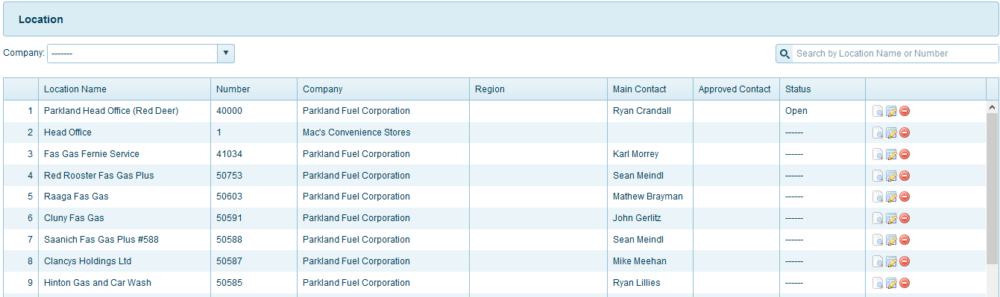 Location
Company: -------
Search by Location Name or Number
Location Name Number Company Region Main Contact Approved Contact Status
1 Parkland Head Office (Red Deer) 40000 Parkland Fuel Corporation Ryan Crandall Open
2 Head Office 1 Mac's Convenience Stores ------
3 Fas Gas Fernie Service 41034 Parkland Fuel Corporation Karl Morrey ------
4 Red Rooster Fas Gas Plus 50753 Parkland Fuel Corporation Sean Meindl ------
5 Raaga Fas Gas 50603 Parkland Fuel Corporation Mathew Brayman ------
6 Cluny Fas Gas 50591 Parkland Fuel Corporation John Gerlitz ------
7 Saanich Fas Gas Plus #588 50588 Parkland Fuel Corporation Sean Meindl ------
8 Clancys Holdings Ltd 50587 Parkland Fuel Corporation Mike Meehan ------
9 Hinton Gas and Car Wash 50585 Parkland Fuel Corporation Ryan Lillies ------